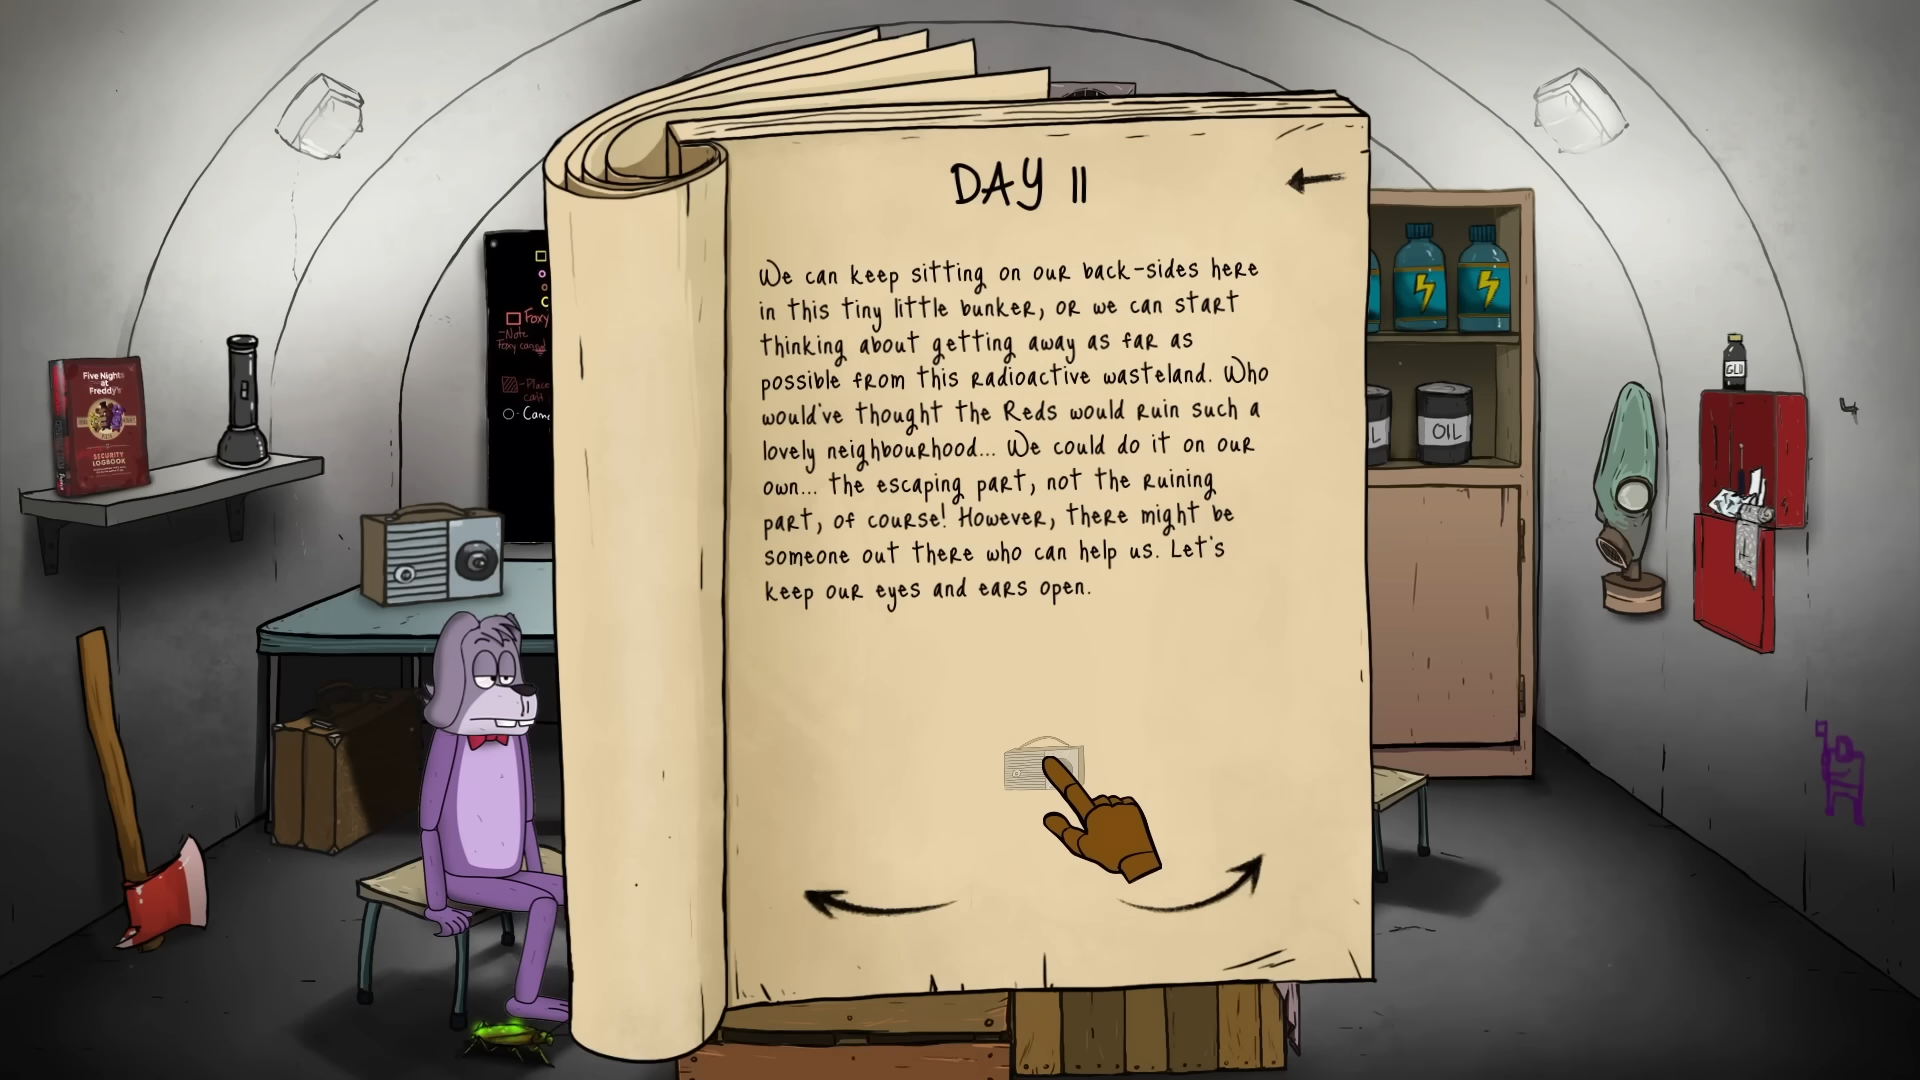 DAY 11
We can keep sitting on our back-sides here
in this tiny little bunker, or we can start
thinking about getting away as far as
possible from this radioactive wasteland. Who
would've thought the Reds would ruin such a
lovely neighbourhood... We could do it on our
own... the escaping part, not the ruining
part, of course! However, there might be
someone out there who can help us. Let's
keep our eyes and ears open.
Five Nights
at
Freddy's
SECURITY
LOGBOOK
Foxy
-Note
Foxy
-Place
OIL
L
GLU